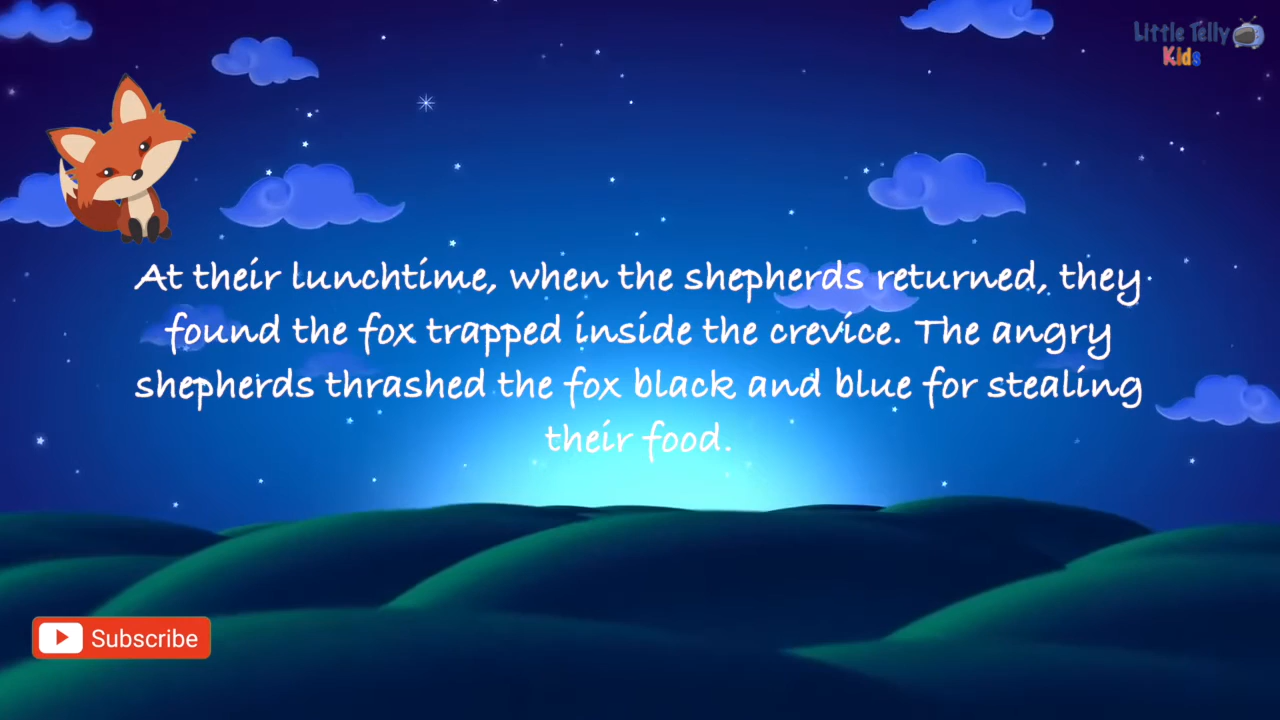 Little Telly
Kids
At their lunchtime, when the shepherds returned, they
found the fox trapped inside the crevice. The angry
shepherds thrashed the fox black and blue for stealing
their food.
Subscribe